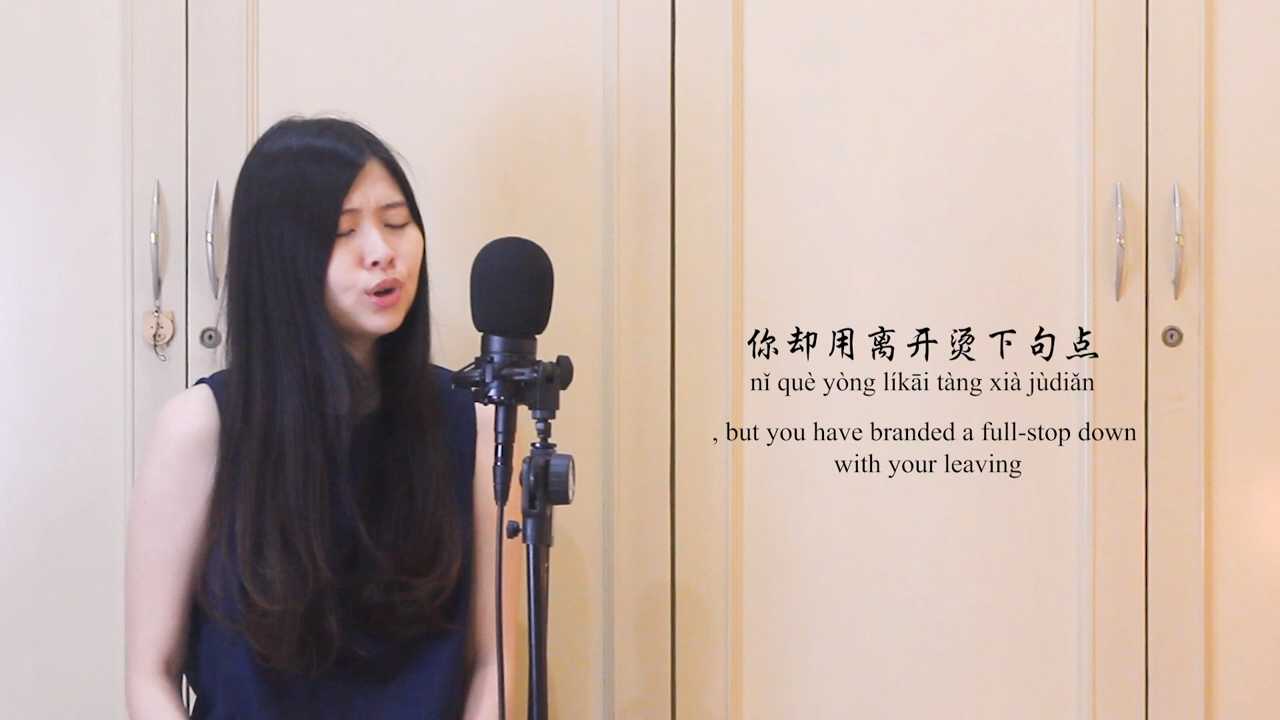 你却用离开烫下句点
nǐ què yòng líkāi tàng xià jùdiǎn
, but you have branded a full-stop down
with your leaving